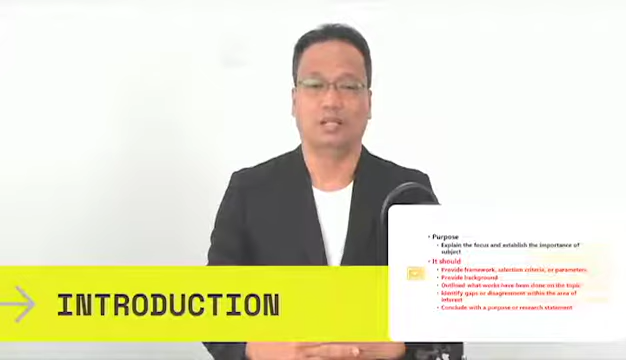 INTRODUCTION
• Purpose
• Explain the focus and establish the importance of
subject
• It should
• Provide framework, selection criteria, or parameters
• Provide background
• Outlined what works have been done on the topic
• Identify gaps or disagreement within the area of
interest
• Conclude with a purpose or research statement